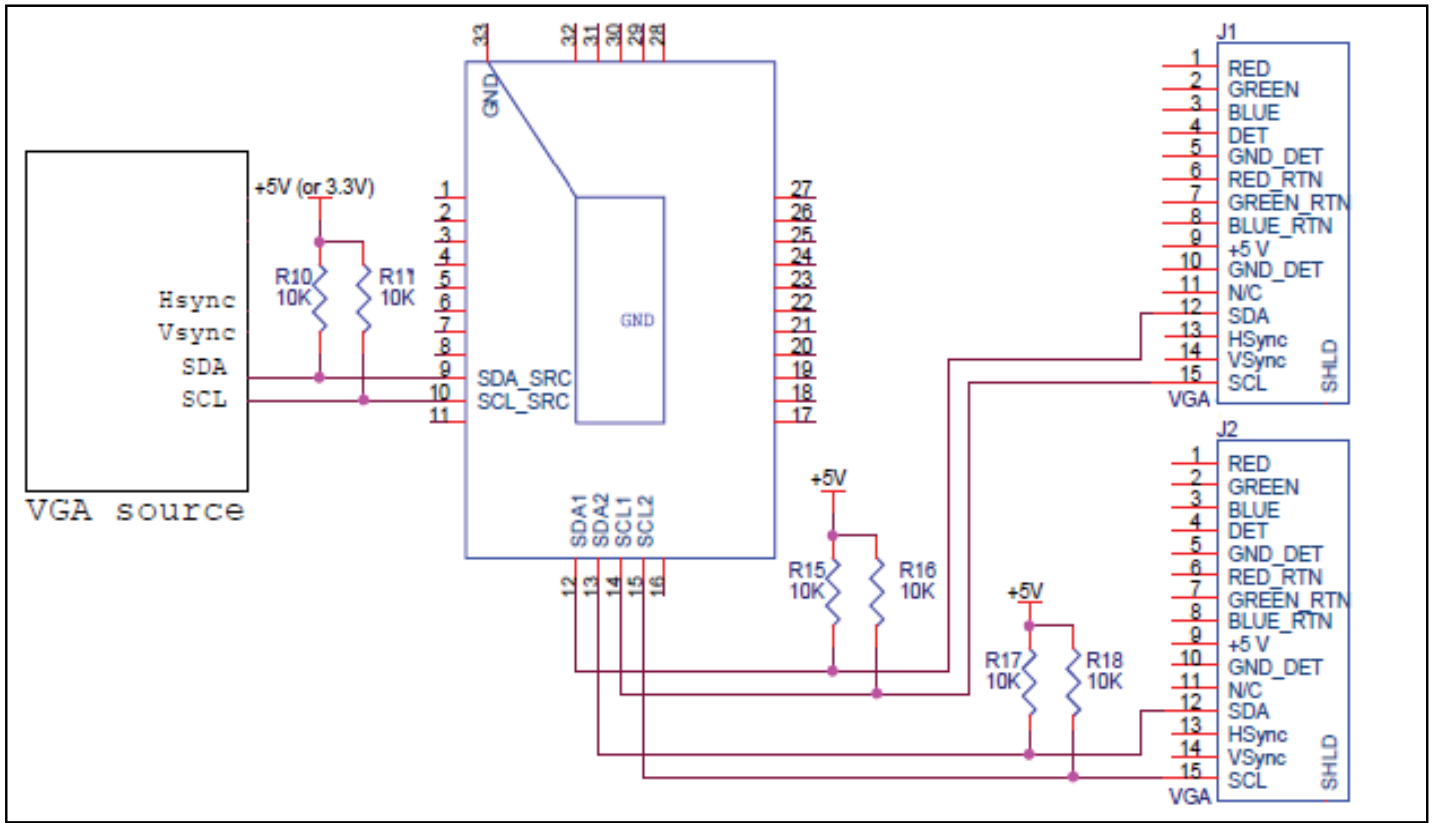 33
32
31
30
29
28
GND
GND
1
2
3
4
5
6
7
8
9
10
11
SDA_SRC
SCL_SRC
27
26
25
24
23
22
21
20
19
18
17
SDA1
SDA2
SCL1
SCL2
12
13
14
15
16
+5V (or 3.3V)
R10
10K
R11
10K
Hsync
Vsync
SDA
SCL
VGA source
+5V
R15
10K
R16
10K
+5V
R17
10K
R18
10K
J1
1 RED
2 GREEN
3 BLUE
4 DET
5 GND_DET
6 RED_RTN
7 GREEN_RTN
8 BLUE_RTN
9 +5 V
10 GND_DET
11 N/C
12 SDA
13 HSync
14 VSync
15 SCL
SHLD
VGA
J2
1 RED
2 GREEN
3 BLUE
4 DET
5 GND_DET
6 RED_RTN
7 GREEN_RTN
8 BLUE_RTN
9 +5 V
10 GND_DET
11 N/C
12 SDA
13 HSync
14 VSync
15 SCL
SHLD
VGA